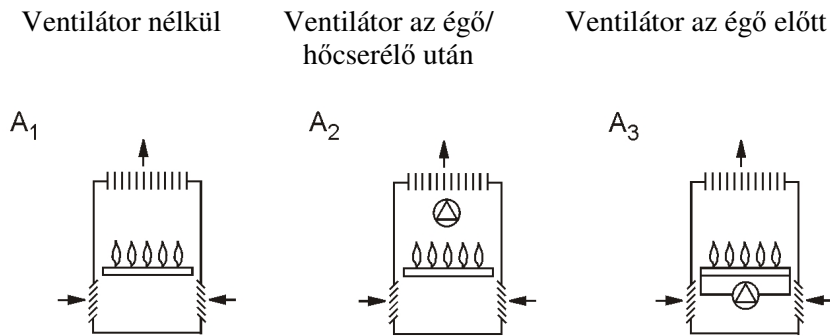 Ventilátor nélkül
Ventilátor az égő/
hőcserélő után
Ventilátor az égő előtt
A1
A2
A3